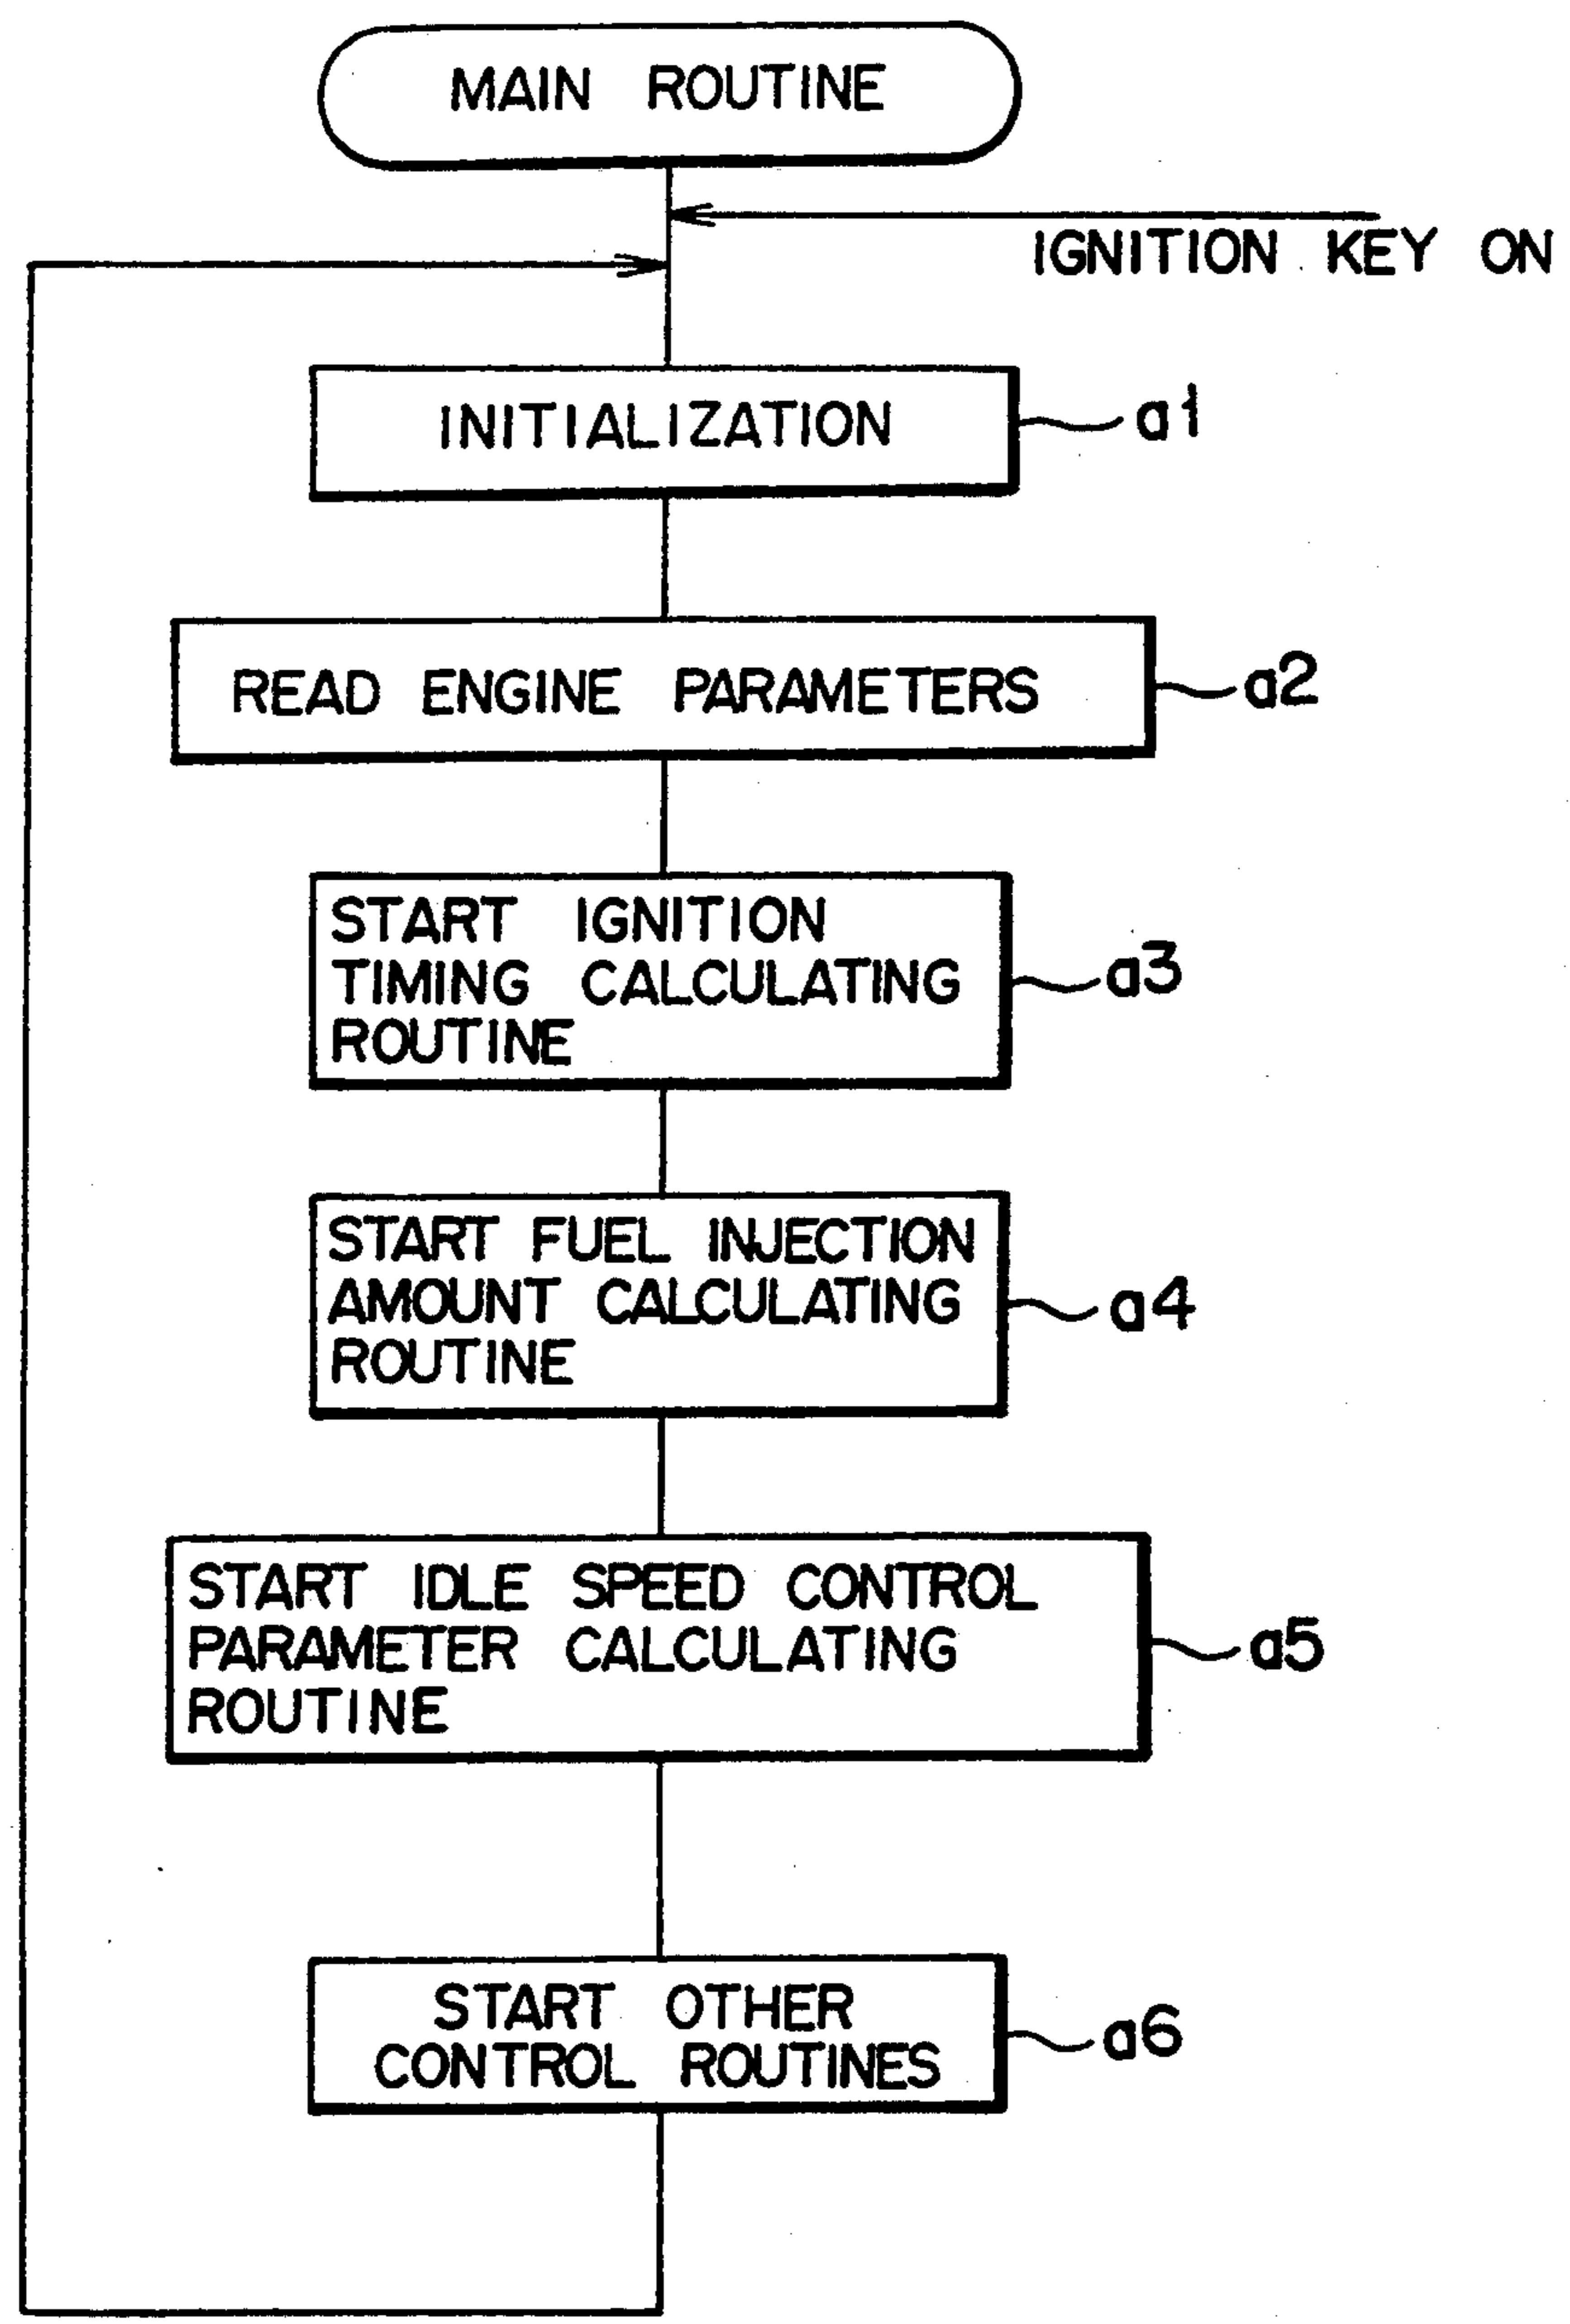 MAIN ROUTINE
IGNITION KEY ON
INITIALIZATION
a1
READ ENGINE PARAMETERS
a2
START IGNITION
TIMING CALCULATING
ROUTINE
a3
START FUEL INJECTION
AMOUNT CALCULATING
ROUTINE
a4
START IDLE SPEED CONTROL
PARAMETER CALCULATING
ROUTINE
a5
START OTHER
CONTROL ROUTINES
a6